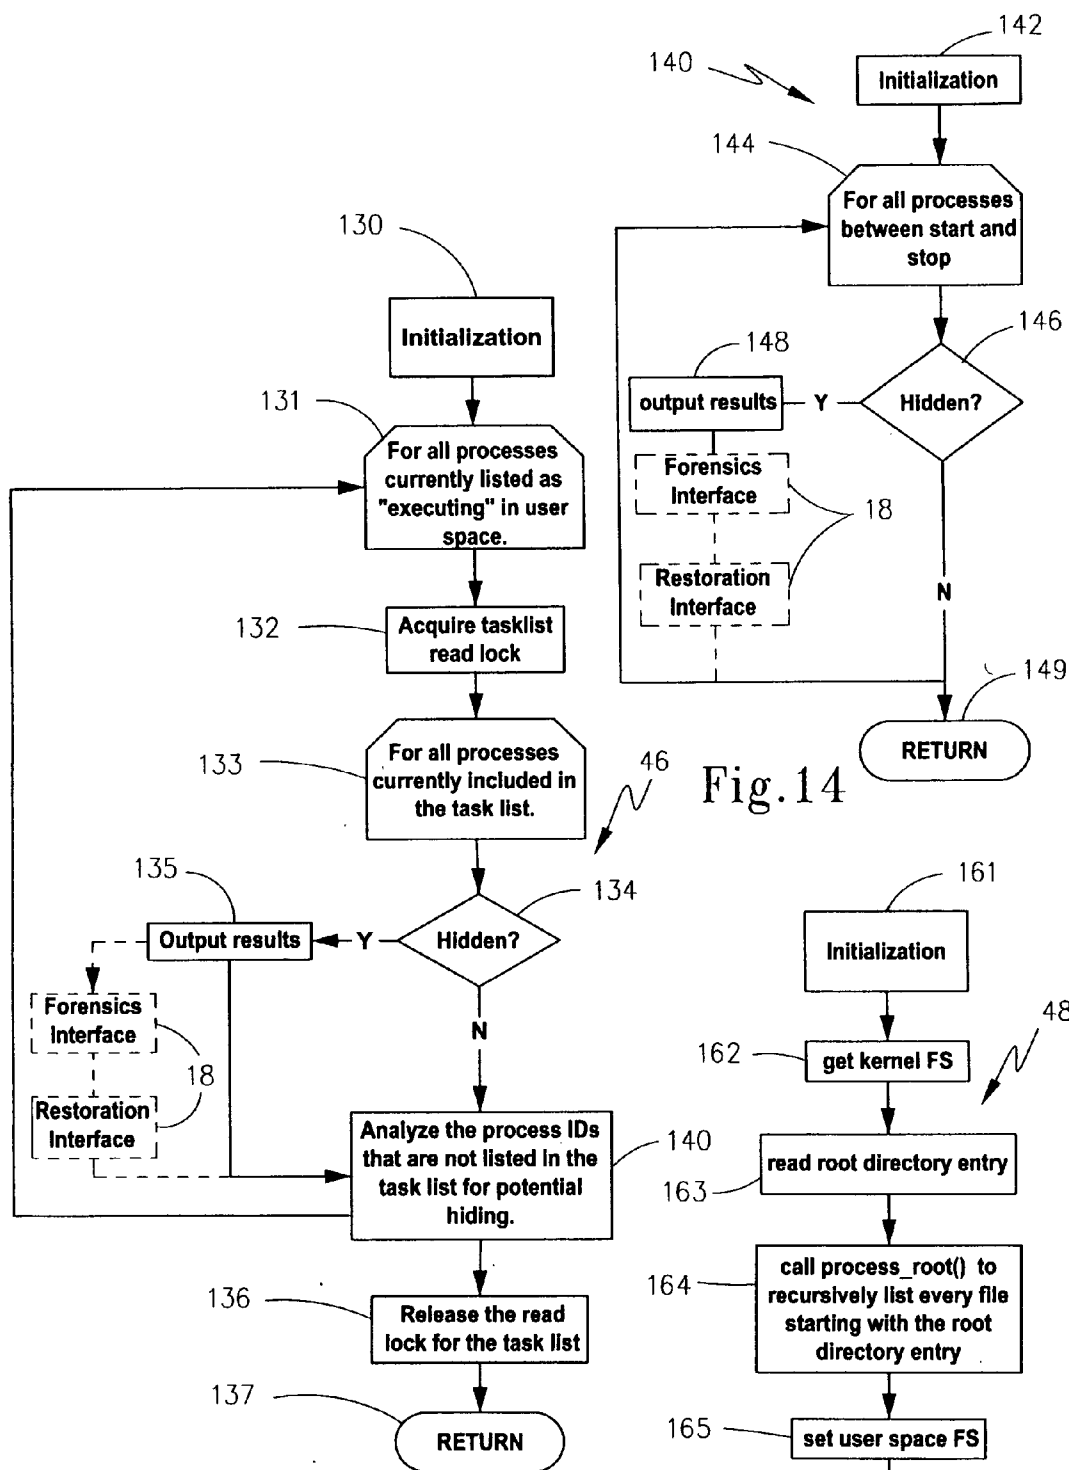 142
140
Initialization
144
For all processes
between start and
stop
146
148
output results
Y
Hidden?
Forensics
Interface
18
Restoration
Interface
N
149
RETURN
Fig.14
130
Initialization
131
For all processes
currently listed as
"executing" in user
space.
132
Acquire tasklist
read lock
133
For all processes
currently included in
the task list.
46
135
134
Output results
Y
Hidden?
Forensics
Interface
N
18
Restoration
Interface
Analyze the process IDs
that are not listed in the
task list for potential
hiding.
140
136
Release the read
lock for the task list
137
RETURN
161
Initialization
48
162
get kernel FS
read root directory entry
163
164
call process_root() to
recursively list every file
starting with the root
directory entry
165
set user space FS